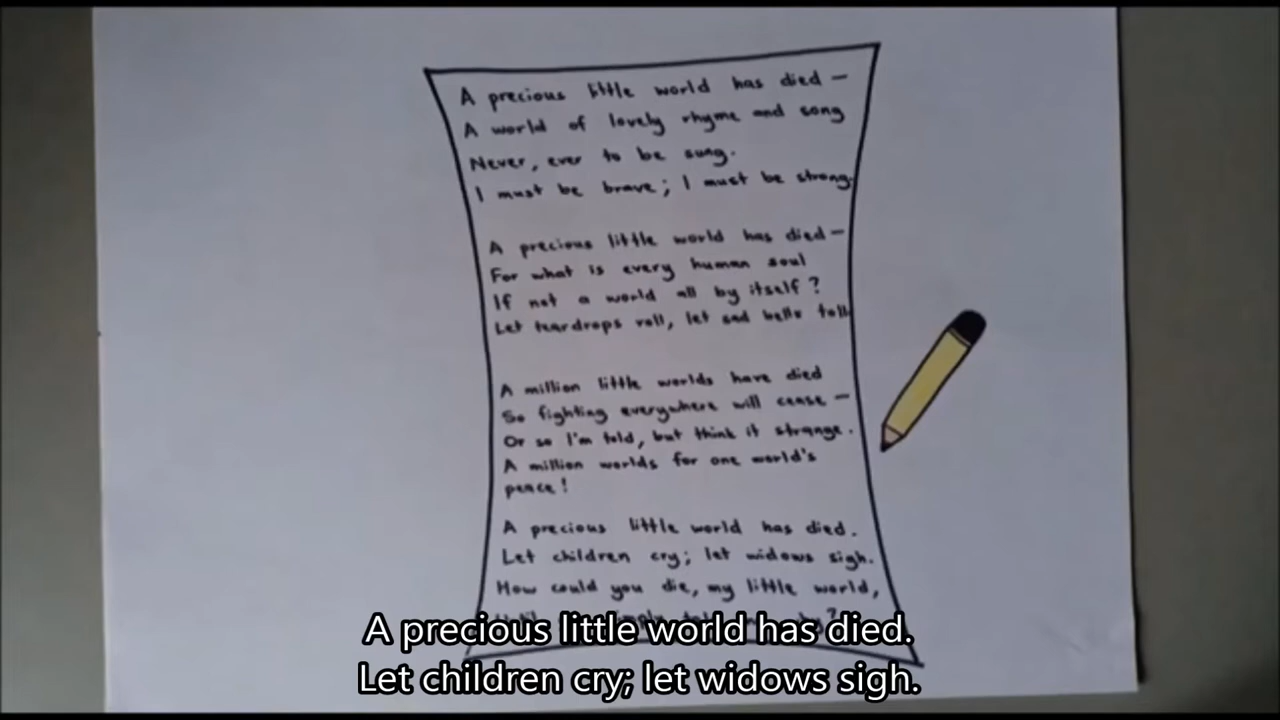 A precious little world has died —
A world of lovely rhyme and song
Never, ever to be sung.
I must be brave; I must be strong.
A precious little world has died —
For what is every human soul
If not a world all by itself?
Let teardrops roll, let sad bells toll
A million little worlds have died
So fighting everywhere will cease —
Or so I'm told, but think it strange.
A million worlds for one world's
peace!
A precious little world has died.
Let children cry; let widows sigh.
How could you die, my little world,
A precious little world has died.
Let children cry; let widows sigh.